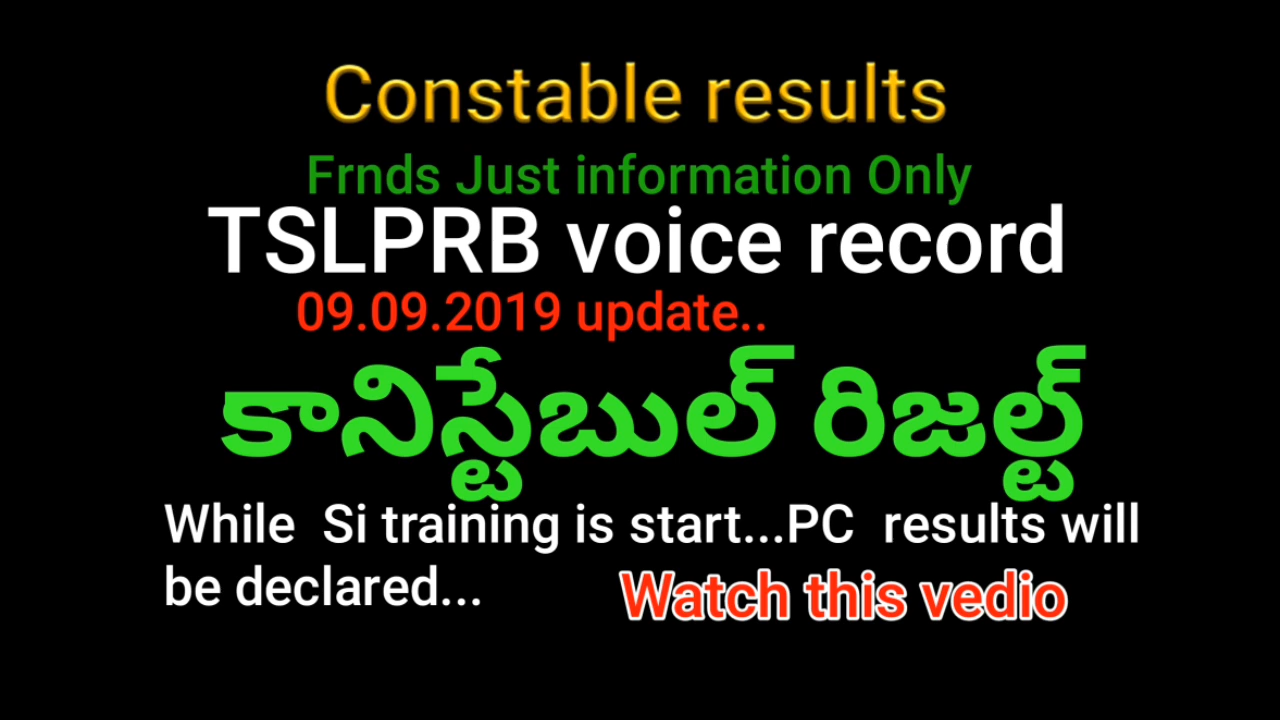 Constable results
Frnds Just information Only
TSLPRB voice record
09.09.2019 update..
కానిస్టేబుల్ రిజల్ట్
While  Si training is start...PC  results will
be declared...
Watch this vedio